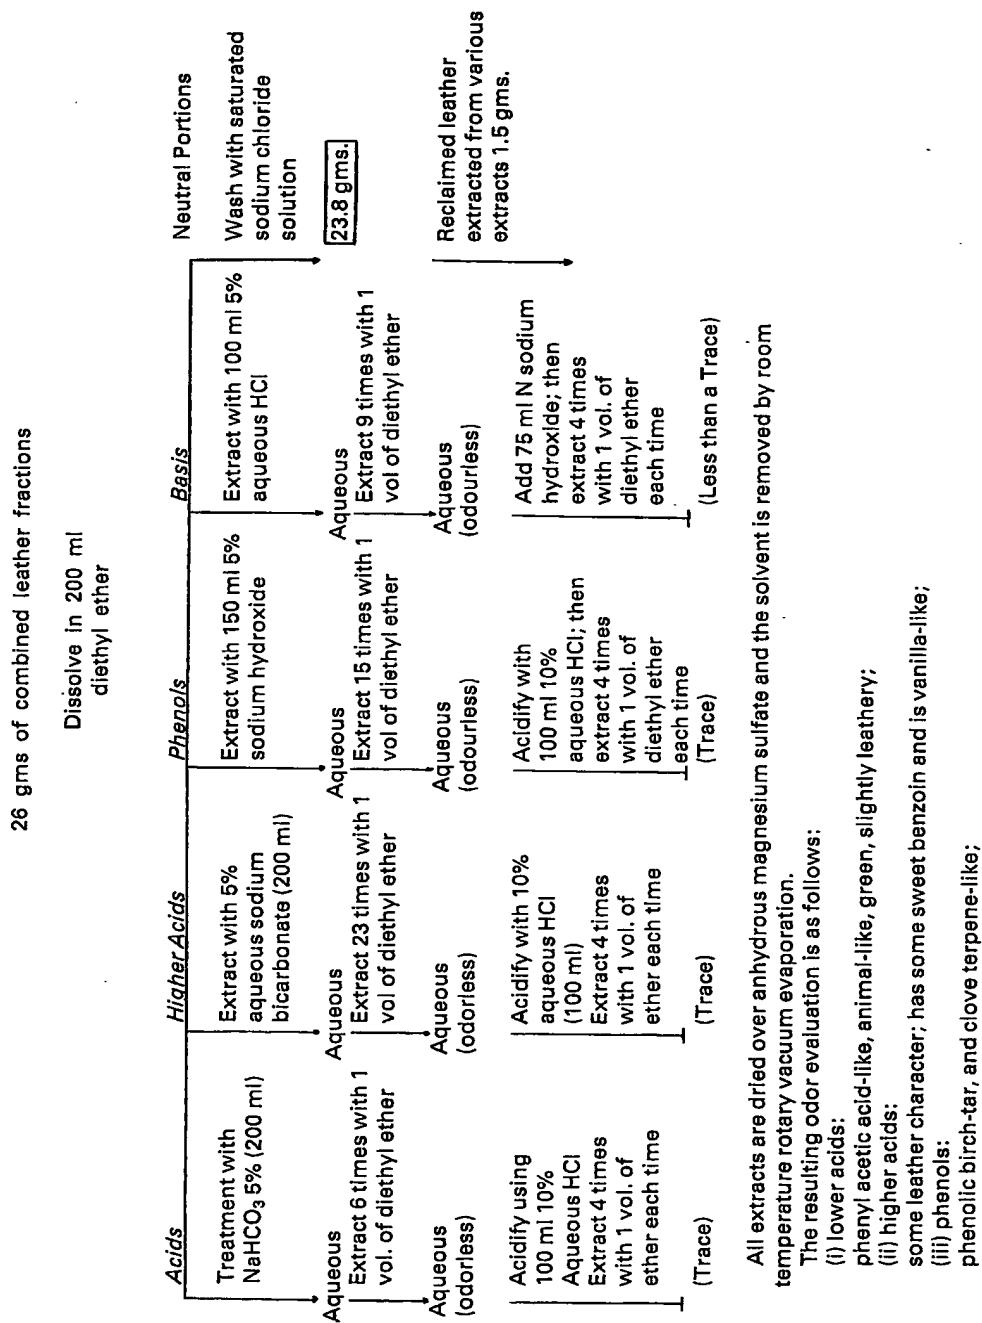 26 gms of combined leather fractions
Dissolve in 200 ml
diethyl ether
Acids
Treatment with
NaHCO3 5% (200 ml)
Aqueous
Extract 6 times with 1
vol. of diethyl ether
Aqueous
(odorless)
Acidify using
100 ml 10%
Aqueous HCl
Extract 4 times
with 1 vol. of
ether each time
(Trace)
Higher Acids
Extract with 5%
aqueous sodium
bicarbonate (200 ml)
Aqueous
Extract 23 times with 1
vol of diethyl ether
Aqueous
(odorless)
Acidify with 10%
aqueous HCl
(100 ml)
Extract 4 times
with 1 vol. of
ether each time
(Trace)
Phenols
Extract with 150 ml 5%
sodium hydroxide
Aqueous
Extract 15 times with 1
vol of diethyl ether
Aqueous
(odourless)
Acidify with
100 ml 10%
aqueous HCl; then
extract 4 times
with 1 vol. of
diethyl ether
each time
(Trace)
Basis
Extract with 100 ml 5%
aqueous HCl
Aqueous
Extract 9 times with 1
vol of diethyl ether
Aqueous
(odourless)
Add 75 ml N sodium
hydroxide; then
extract 4 times
with 1 vol. of
diethyl ether
each time
(Less than a Trace)
Neutral Portions
Wash with saturated
sodium chloride
solution
23.8 gms.
Reclaimed leather
extracted from various
extracts 1.5 gms.
All extracts are dried over anhydrous magnesium sulfate and the solvent is removed by room
temperature rotary vacuum evaporation.
The resulting odor evaluation is as follows:
(i) lower acids:
phenyl acetic acid-like, animal-like, green, slightly leathery;
(ii) higher acids:
some leather character; has some sweet benzoin and is vanilla-like;
(iii) phenols:
phenolic birch-tar, and clove terpene-like;